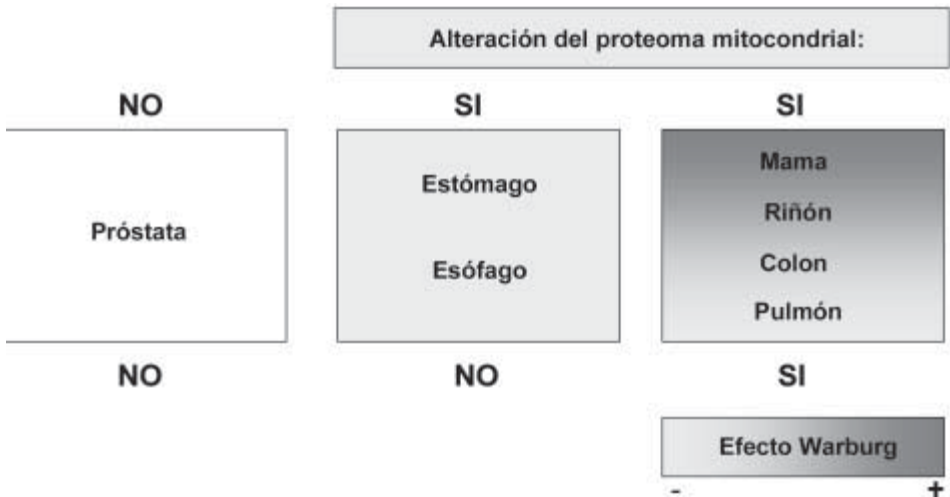 Alteración del proteoma mitocondrial:
NO
SI
SI
Próstata
Estómago
Esófago
Mama
Riñón
Colon
Pulmón
NO
NO
SI
Efecto Warburg
- +